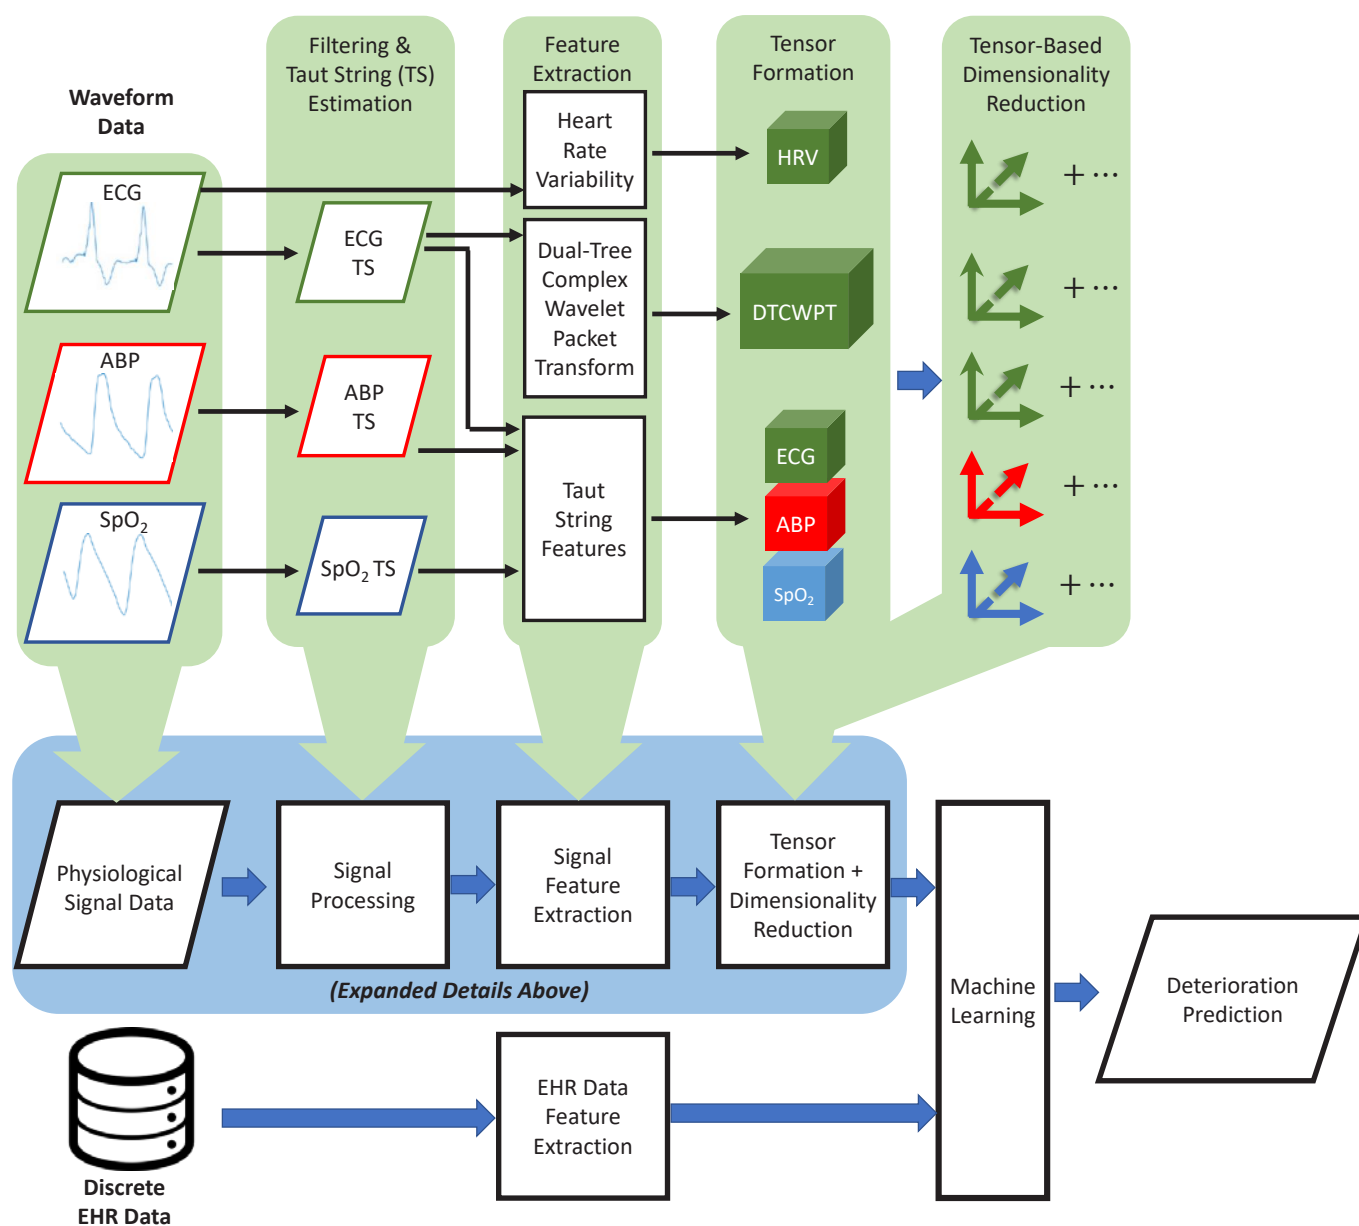 Waveform
Data
Filtering &
Taut String (TS)
Estimation
Feature
Extraction
Tensor
Formation
Tensor-Based
Dimensionality
Reduction
ECG
ABP
SpO₂
ECG
TS
ABP
TS
SpO₂ TS
Heart
Rate
Variability
Dual-Tree
Complex
Wavelet
Packet
Transform
Taut
String
Features
HRV
DTCWPT
ECG
ABP
SpO₂
+ ···
+ ···
+ ···
+ ···
+ ···
Physiological
Signal Data
Signal
Processing
Signal
Feature
Extraction
Tensor
Formation +
Dimensionality
Reduction
(Expanded Details Above)
Machine
Learning
Deterioration
Prediction
Discrete
EHR Data
EHR Data
Feature
Extraction